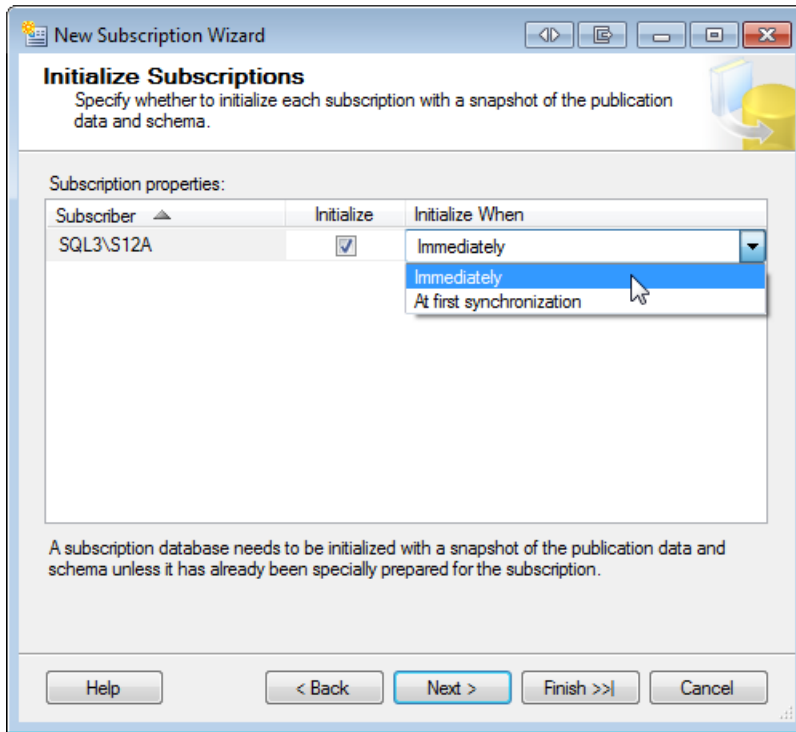 New Subscription Wizard
Initialize Subscriptions
Specify whether to initialize each subscription with a snapshot of the publication
data and schema.
Subscription properties:
Subscriber Initialize Initialize When
SQL3\S12A Immediately
Immediately
At first synchronization
A subscription database needs to be initialized with a snapshot of the publication data and
schema unless it has already been specially prepared for the subscription.
Help < Back Next > Finish >>| Cancel